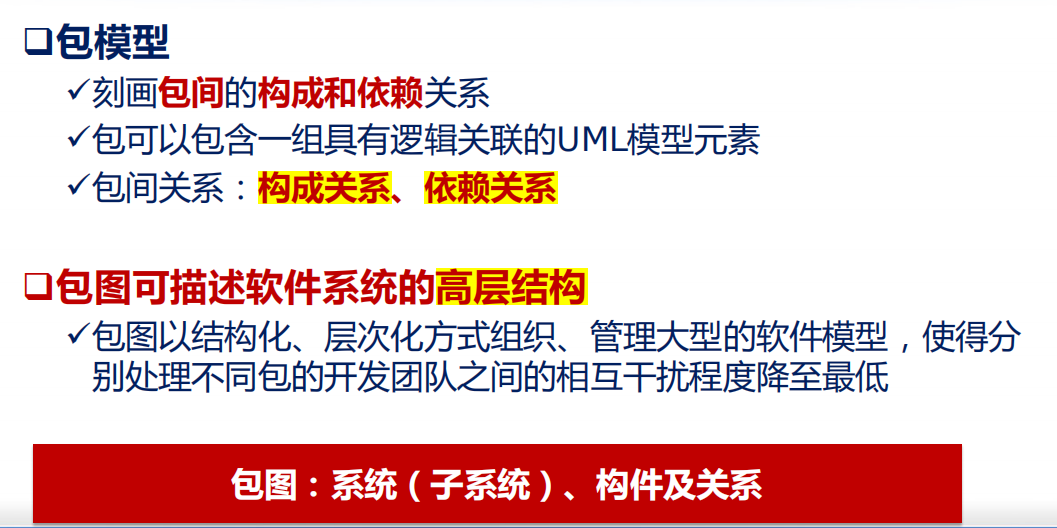 包模型
刻画包间的构成和依赖关系
包可以包含一组具有逻辑关联的UML模型元素
包间关系：构成关系、依赖关系
包图可描述软件系统的高层结构
包图以结构化、层次化方式组织、管理大型的软件模型，使得分
别处理不同包的开发团队之间的相互干扰程度降至最低
包图：系统（子系统）、构件及关系